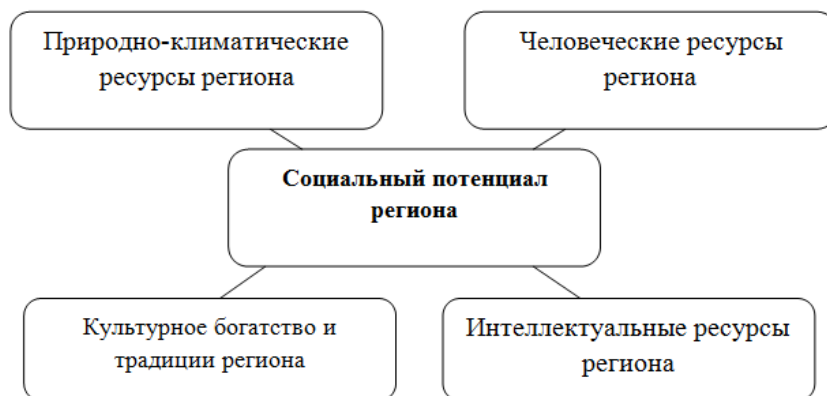 Природно-климатические
ресурсы региона
Человеческие ресурсы
региона
Социальный потенциал
региона
Культурное богатство и
традиции региона
Интеллектуальные ресурсы
региона